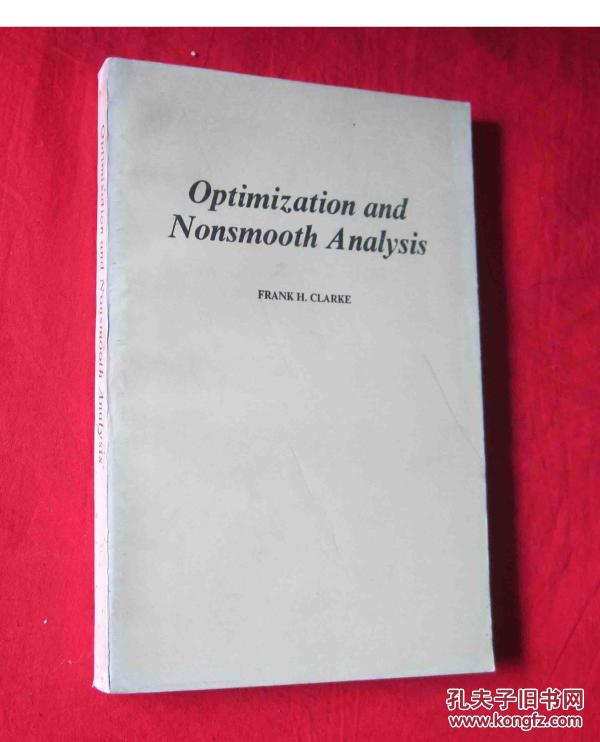 Optimization and
Nonsmooth Analysis
FRANK H. CLARKE
Optimization and Nonsmooth Analysis
孔夫子旧书网
www.kongfz.com